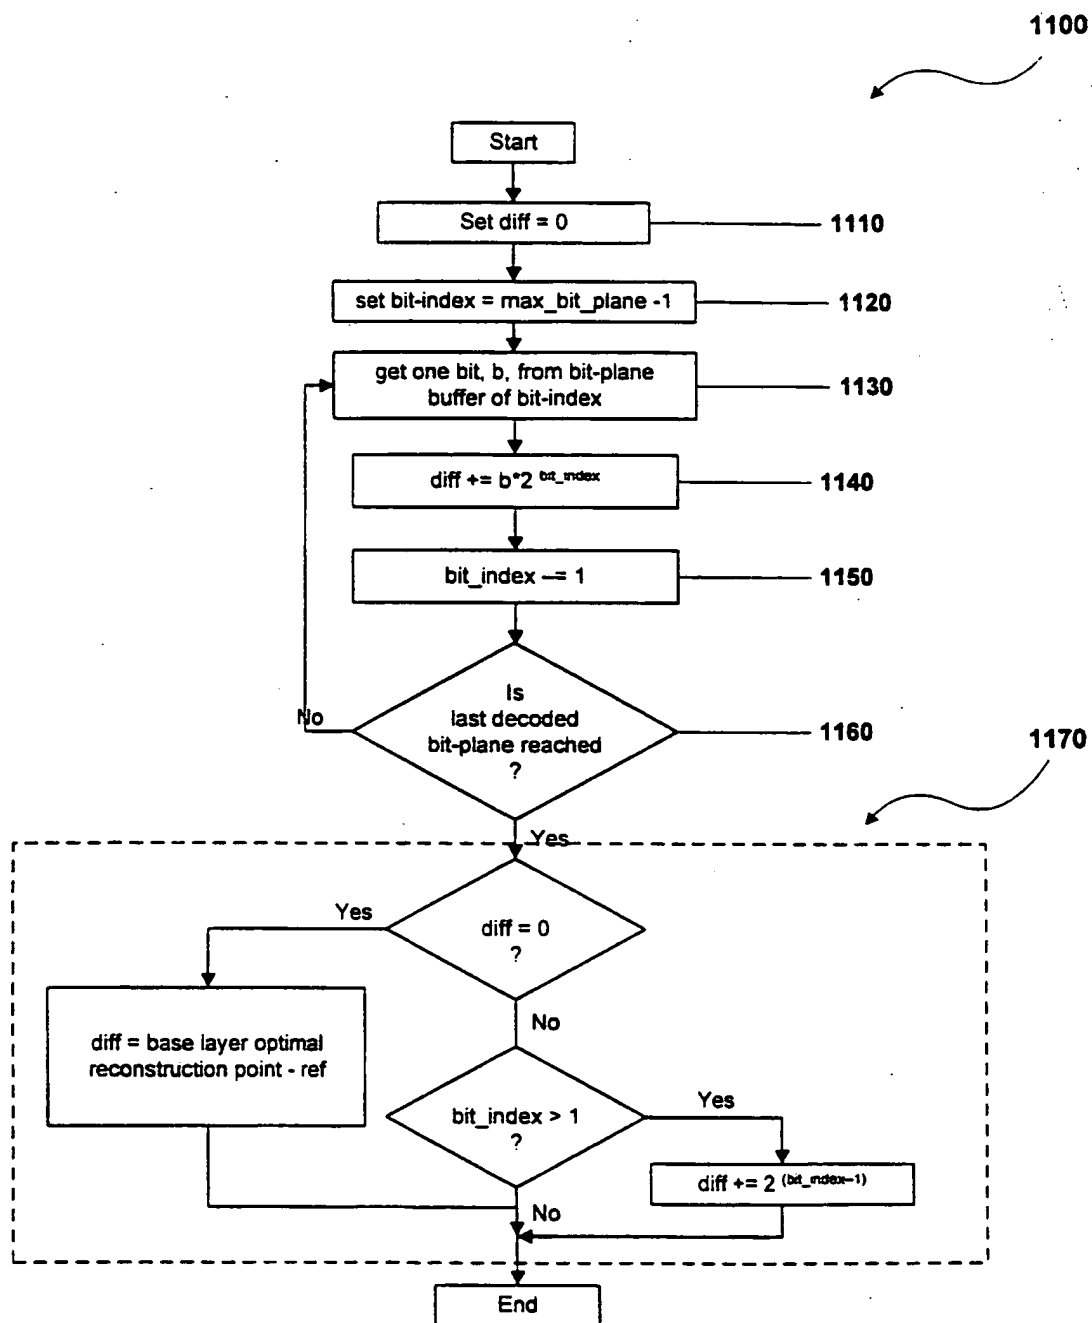 1100
Start
Set diff = 0
1110
set bit-index = max_bit_plane -1
1120
get one bit, b, from bit-plane
buffer of bit-index
1130
diff += b*2 bit_index
1140
bit_index -= 1
1150
Is
last decoded
bit-plane reached
?
1160
No
1170
Yes
diff = 0
?
Yes
No
diff = base layer optimal
reconstruction point - ref
bit_index > 1
?
Yes
diff += 2 (bit_index-1)
No
End